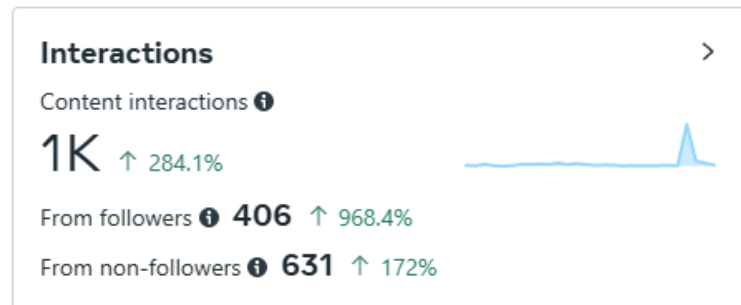 Interactions
Content interactions
1K ↑ 284.1%
From followers 406 ↑ 968.4%
From non-followers 631 ↑ 172%